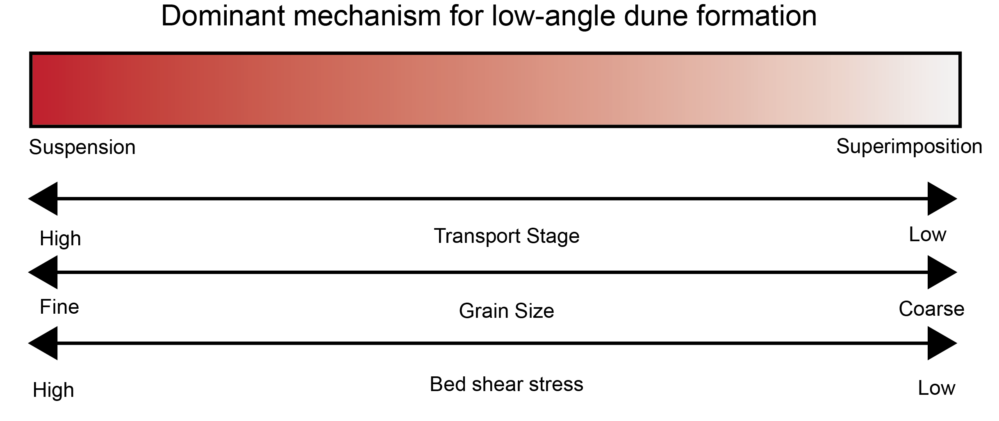 Dominant mechanism for low-angle dune formation
Suspension
Superimposition
High
Transport Stage
Low
Fine
Grain Size
Coarse
High
Bed shear stress
Low